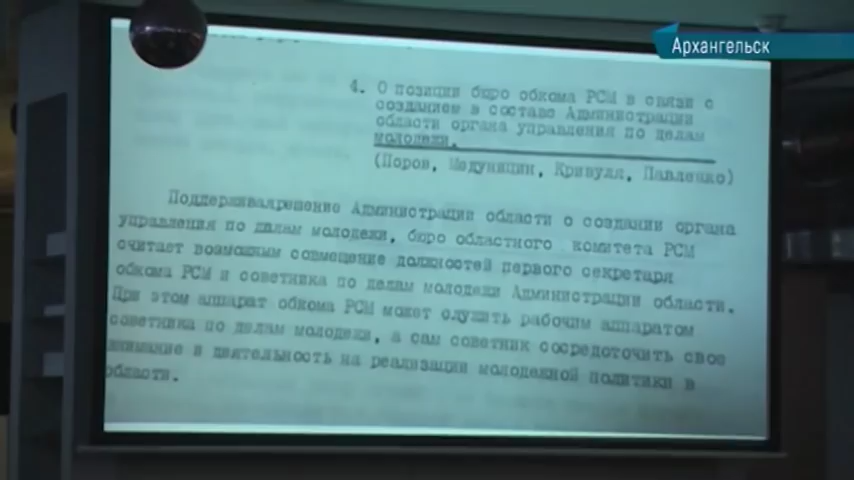 Архангельск
4. О позиции бюро обкома РСМ в связи с
созданием в составе Администрации
области органа управления по делам
молодежи.
(Поров, Медуницин, Кривуля, Павленко)
Поддерживаярешение Администрации области о создании органа
управления по делам молодежи, бюро областного комитета РСМ
считает возможным совмещение должностей первого секретаря
обкома РСМ и советника по делам молодежи Администрации области.
При этом аппарат обкома РСМ может служить рабочим аппаратом
советника по делам молодежи, а сам советник сосредоточить свое
внимание и деятельность на реализации молодежной политики в
области.